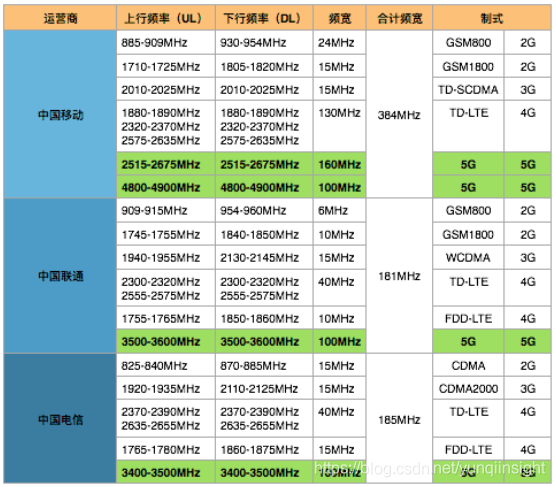 运营商 上行频率（UL） 下行频率（DL） 频宽 合计频宽 制式
885-909MHz 930-954MHz 24MHz GSM800 2G
1710-1725MHz 1805-1820MHz 15MHz GSM1800 2G
2010-2025MHz 2010-2025MHz 15MHz TD-SCDMA 3G
中国移动 1880-1890MHz 1880-1890MHz 130MHz 384MHz TD-LTE 4G
2320-2370MHz 2320-2370MHz
2575-2635MHz 2575-2635MHz
2515-2675MHz 2515-2675MHz 160MHz 5G 5G
4800-4900MHz 4800-4900MHz 100MHz 5G 5G
909-915MHz 954-960MHz 6MHz GSM800 2G
1745-1755MHz 1840-1850MHz 10MHz GSM1800 2G
1940-1955MHz 2130-2145MHz 15MHz WCDMA 3G
中国联通 2300-2320MHz 2300-2320MHz 40MHz 181MHz TD-LTE 4G
2555-2575MHz 2555-2575MHz
1755-1765MHz 1850-1860MHz 10MHz FDD-LTE 4G
3500-3600MHz 3500-3600MHz 100MHz 5G 5G
825-840MHz 870-885MHz 15MHz CDMA 2G
1920-1935MHz 2110-2125MHz 15MHz CDMA2000 3G
中国电信 2370-2390MHz 2370-2390MHz 40MHz 185MHz TD-LTE 4G
2635-2655MHz 2635-2655MHz
1765-1780MHz 1860-1875MHz 15MHz FDD-LTE 4G
3400-3500MHz 3400-3500MHz 100MHz 5G 5G
https://blog.csdn.net/yunqiinsight